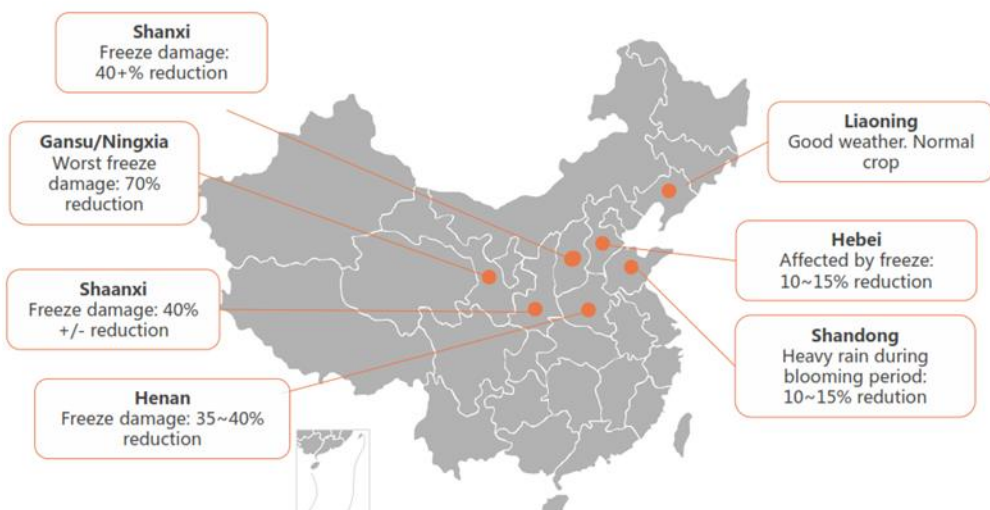 Shanxi
Freeze damage:
40+% reduction
Gansu/Ningxia
Worst freeze
damage: 70%
reduction
Shaanxi
Freeze damage: 40%
+/- reduction
Henan
Freeze damage: 35~40%
reduction
Liaoning
Good weather. Normal
crop
Hebei
Affected by freeze:
10~15% reduction
Shandong
Heavy rain during
blooming period:
10~15% redution